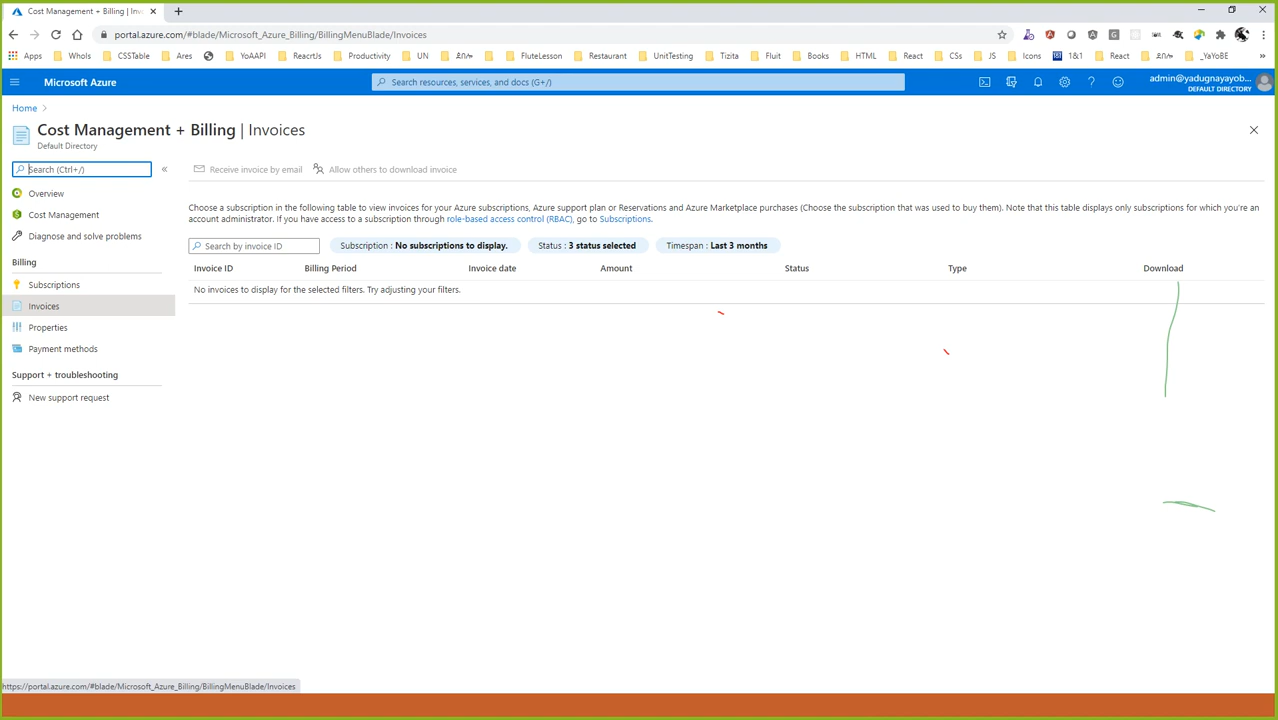 Cost Management + Billing | Inv
portal.azure.com/#blade/Microsoft_Azure_Billing/BillingMenuBlade/Invoices
Apps WhoIs CSSTable Ares YoAAPI ReacrtJs Productivity UN FluteLesson Restaurant UnitTesting Tizita Fluit Books HTML React CSs JS Icons 1&1 React _YaYoBE »
Microsoft Azure
Search resources, services, and docs (G+/)
admin@yadugnayayob...
DEFAULT DIRECTORY
Home >
Cost Management + Billing | Invoices
Default Directory
Search (Ctrl+/) «
Receive invoice by email Allow others to download invoice
Overview
Cost Management
Diagnose and solve problems
Billing
Subscriptions
Invoices
Properties
Payment methods
Support + troubleshooting
New support request
Choose a subscription in the following table to view invoices for your Azure subscriptions, Azure support plan or Reservations and Azure Marketplace purchases (Choose the subscription that was used to buy them). Note that this table displays only subscriptions for which you're an
account administrator. If you have access to a subscription through role-based access control (RBAC), go to Subscriptions.
Search by invoice ID Subscription : No subscriptions to display. Status : 3 status selected Timespan : Last 3 months
Invoice ID Billing Period Invoice date Amount Status Type Download
No invoices to display for the selected filters. Try adjusting your filters.
https://portal.azure.com/#blade/Microsoft_Azure_Billing/BillingMenuBlade/Invoices